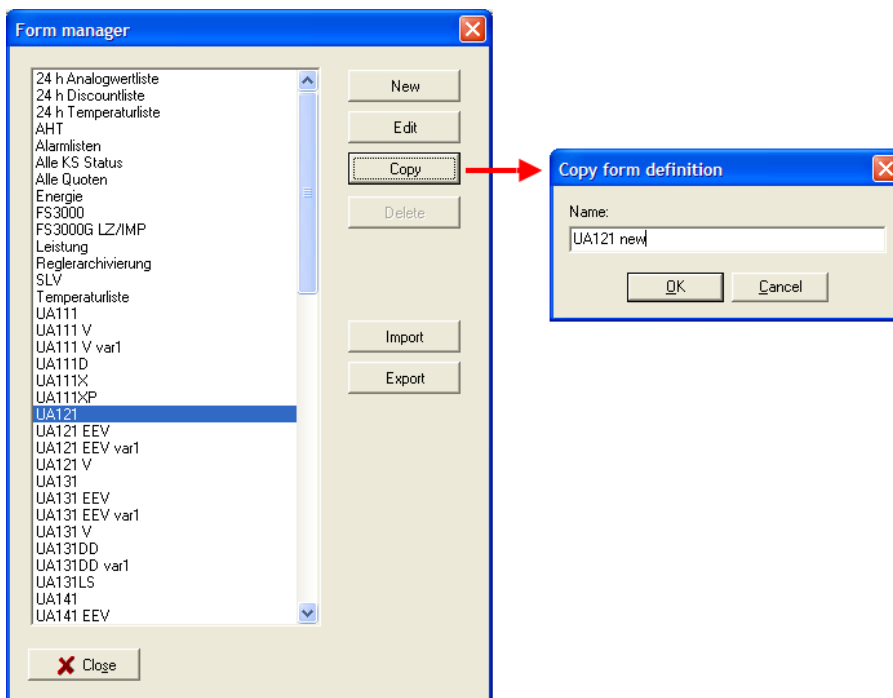 Form manager
24 h Analogwertliste
24 h Discountliste
24 h Temperaturliste
AHT
Alarmlisten
Alle KS Status
Alle Quoten
Energie
FS3000
FS3000G LZ/IMP
Leistung
Reglerarchivierung
SLV
Temperaturliste
UA111
UA111 V
UA111 V var1
UA111D
UA111X
UA111XP
UA121
UA121 EEV
UA121 EEV var1
UA121 V
UA131
UA131 EEV
UA131 EEV var1
UA131 V
UA131DD
UA131DD var1
UA131LS
UA141
UA141 EEV
New
Edit
Copy
Delete
Import
Export
Close
Copy form definition
Name:
UA121 new
OK
Cancel